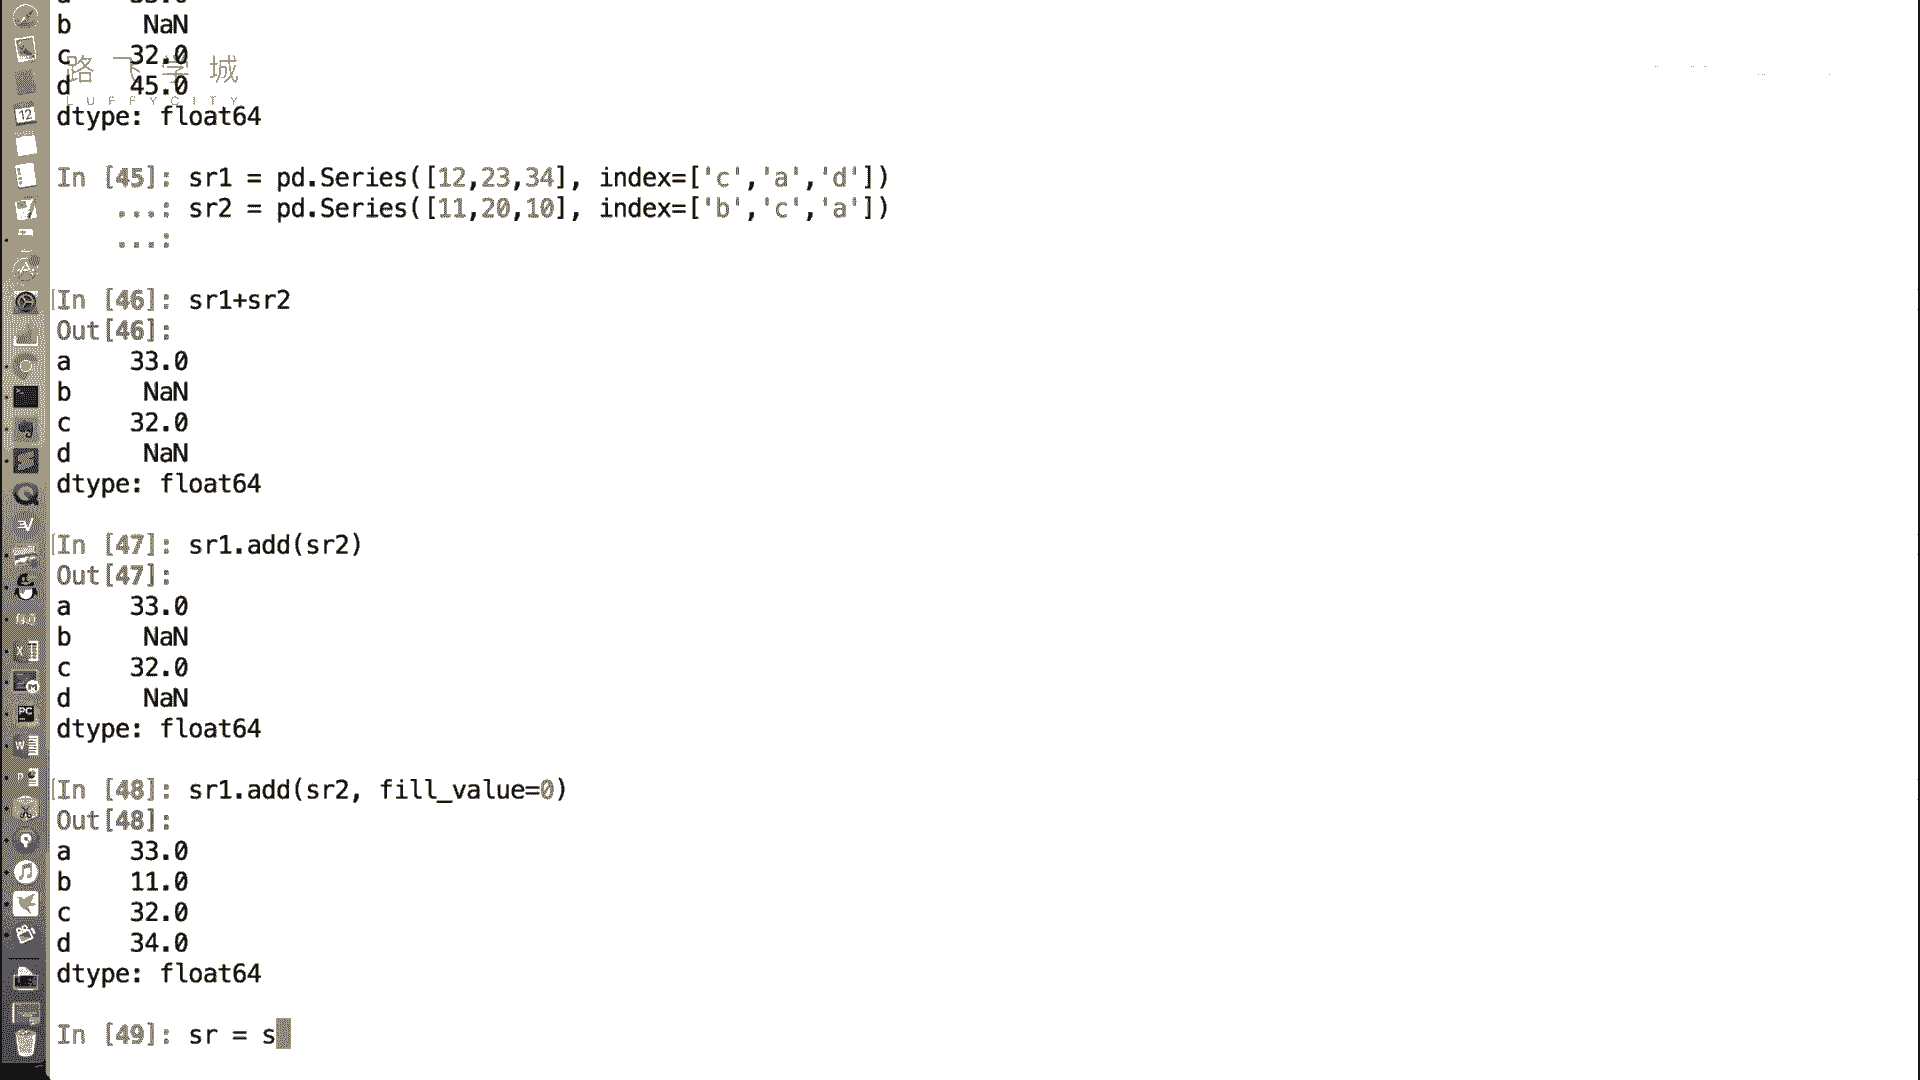 b      NaN
c    32.0
路飞学城
d    45.0
LUFFYCITY
dtype: float64
In [45]: sr1 = pd.Series([12,23,34], index=['c','a','d'])
    ...: sr2 = pd.Series([11,20,10], index=['b','c','a'])
    ...:
In [46]: sr1+sr2
Out[46]:
a    33.0
b     NaN
c    32.0
d     NaN
dtype: float64
In [47]: sr1.add(sr2)
Out[47]:
a    33.0
b     NaN
c    32.0
d     NaN
dtype: float64
In [48]: sr1.add(sr2, fill_value=0)
Out[48]:
a    33.0
b    11.0
c    32.0
d    34.0
dtype: float64
In [49]: sr = s